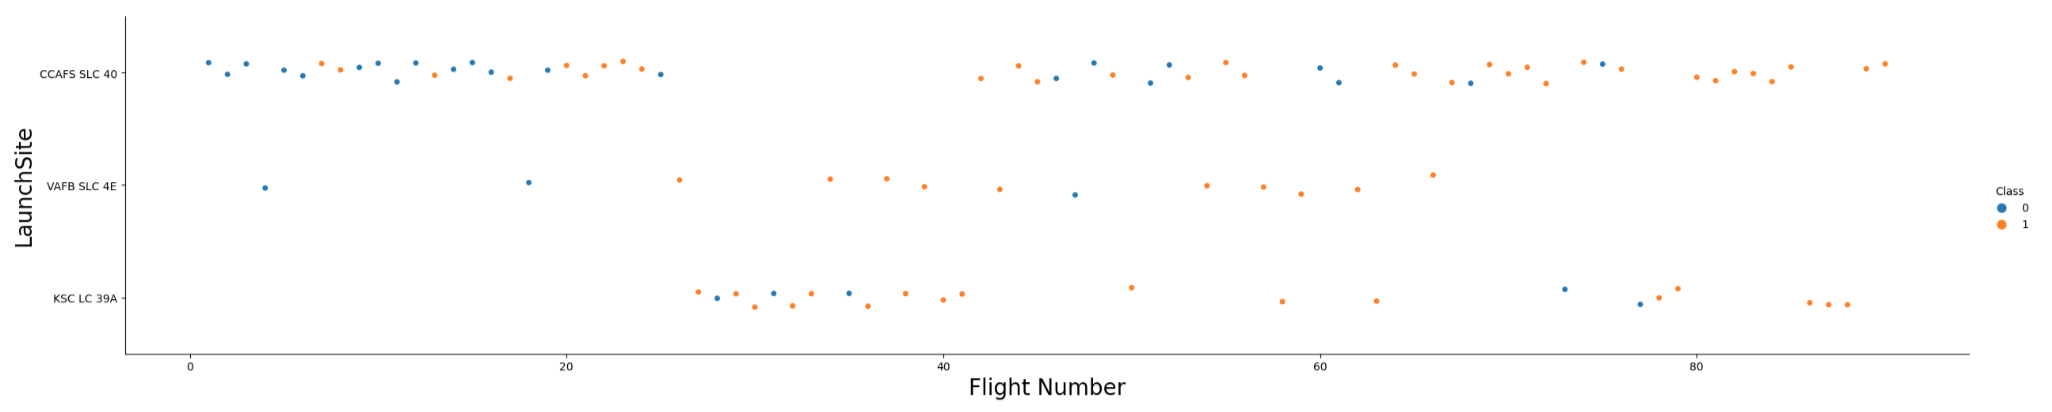 LaunchSite
CCAFS SLC 40
VAFB SLC 4E
KSC LC 39A
0 20 40 60 80
Flight Number
Class
0
1